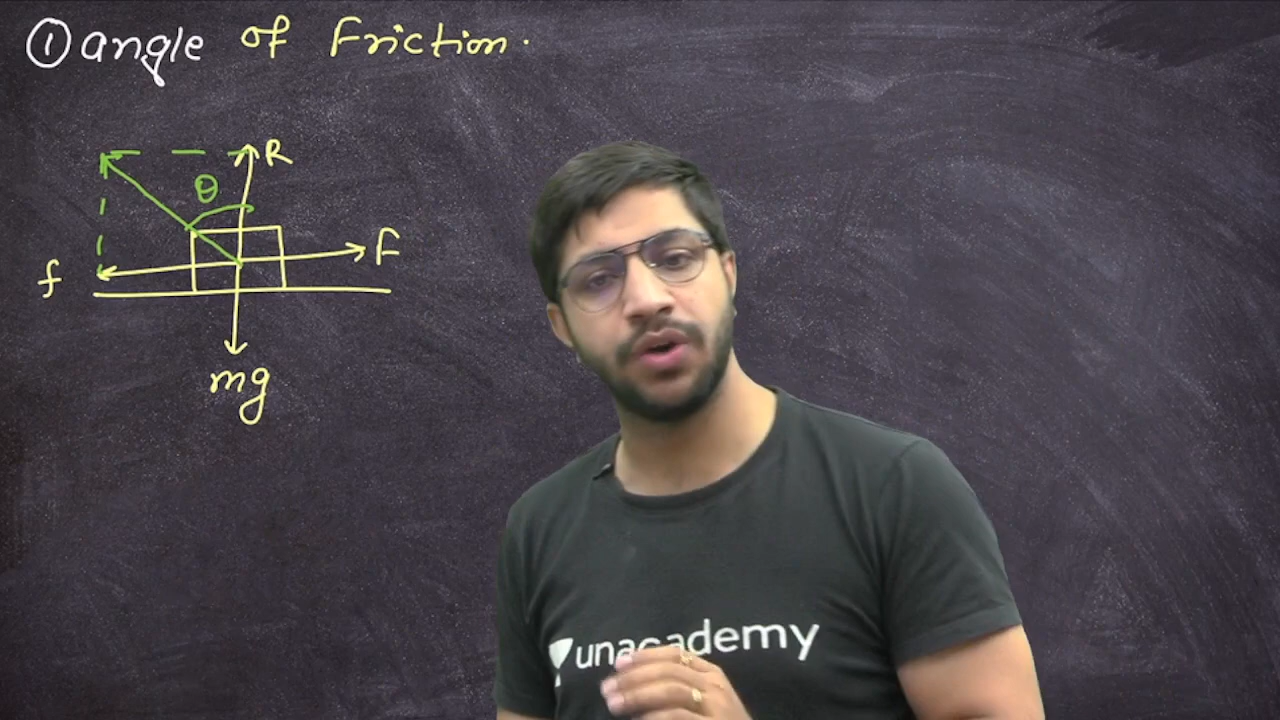 ① angle of Friction.
R
θ
F
f
mg
unacademy